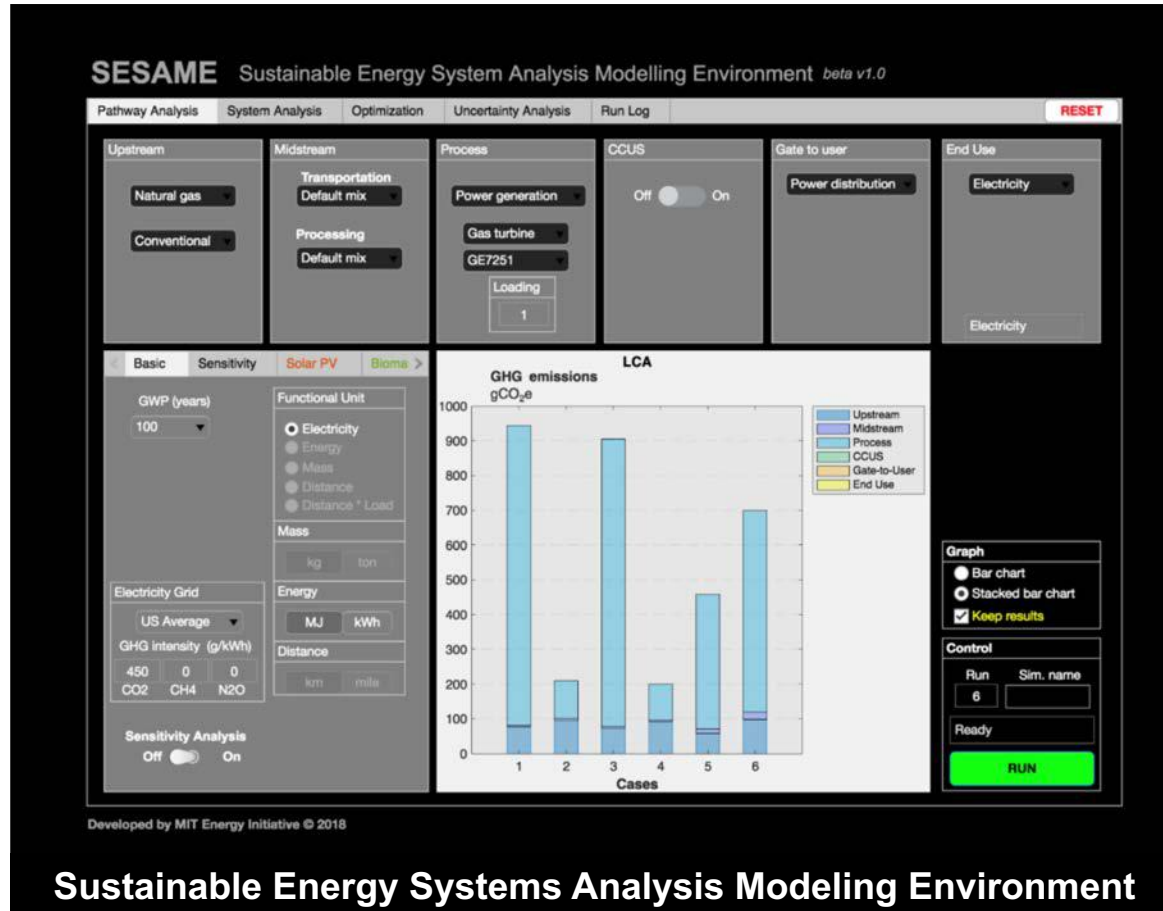 SESAME Sustainable Energy System Analysis Modelling Environment beta v1.0
Pathway Analysis System Analysis Optimization Uncertainty Analysis Run Log RESET
Upstream
Natural gas
Conventional
Midstream
Transportation
Default mix
Processing
Default mix
Process
Power generation
Gas turbine
GE7251
Loading
1
CCUS
Off On
Gate to user
Power distribution
End Use
Electricity
Electricity
Basic Sensitivity Solar PV Bioma
GWP (years)
100
Electricity Grid
US Average
GHG intensity (g/kWh)
450 0 0
CO2 CH4 N2O
Sensitivity Analysis
Off On
Functional Unit
Electricity
Energy
Mass
Distance
Distance * Load
Mass
kg ton
Energy
MJ kWh
Distance
km mile
LCA
GHG emissions
gCO₂e
1000
900
800
700
600
500
400
300
200
100
0
1 2 3 4 5 6
Cases
Upstream
Midstream
Process
CCUS
Gate-to-User
End Use
Graph
Bar chart
Stacked bar chart
Keep results
Control
Run Sim. name
6
Ready
RUN
Developed by MIT Energy Initiative © 2018
Sustainable Energy Systems Analysis Modeling Environment